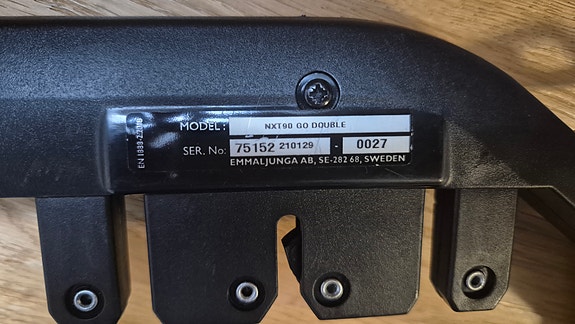 MODEL: NXT90 GO DOUBLE
SER. No: 75152 210129 - 0027
EMMALJUNGA AB, SE-282 68, SWEDEN